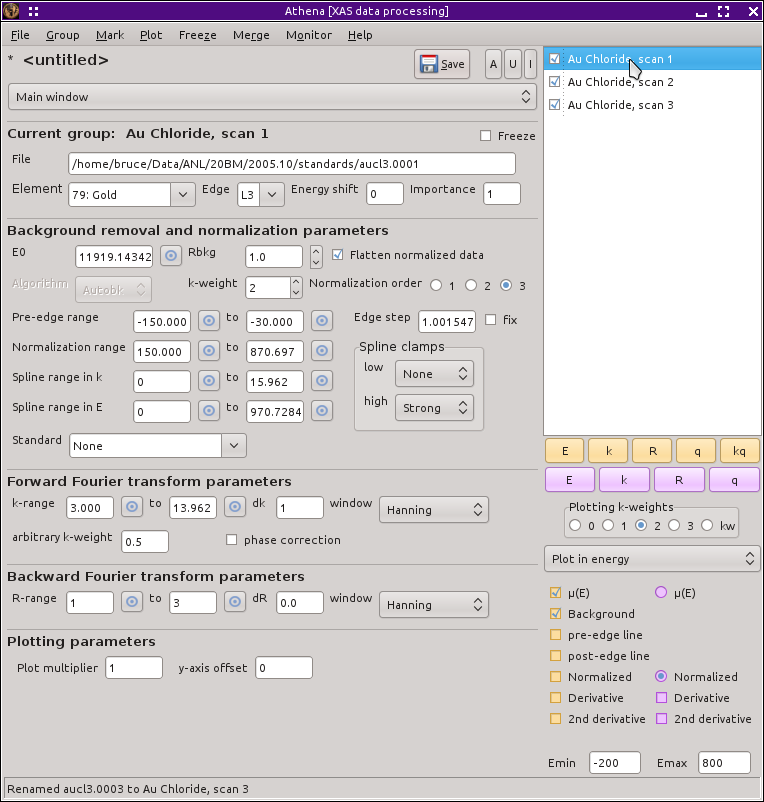 Athena [XAS data processing]
File Group Mark Plot Freeze Merge Monitor Help
* <untitled> Save A U I
Main window
Current group: Au Chloride, scan 1 Freeze
File /home/bruce/Data/ANL/20BM/2005.10/standards/aucl3.0001
Element 79: Gold Edge L3 Energy shift 0 Importance 1
Background removal and normalization parameters
E0 11919.14342 Rbkg 1.0 Flatten normalized data
Algorithm Autobk k-weight 2 Normalization order 1 2 3
Pre-edge range -150.000 to -30.000 Edge step 1.001547 fix
Normalization range 150.000 to 870.697
Spline clamps
Spline range in k 0 to 15.962
low None
Spline range in E 0 to 970.7284
high Strong
Standard None
Forward Fourier transform parameters
k-range 3.000 to 13.962 dk 1 window Hanning
arbitrary k-weight 0.5 phase correction
Backward Fourier transform parameters
R-range 1 to 3 dR 0.0 window Hanning
Plotting parameters
Plot multiplier 1 y-axis offset 0
Au Chloride, scan 1
Au Chloride, scan 2
Au Chloride, scan 3
E k R q kq
E k R q
Plotting k-weights
0 1 2 3 kw
Plot in energy
μ(E) μ(E)
Background
pre-edge line
post-edge line
Normalized Normalized
Derivative Derivative
2nd derivative 2nd derivative
Emin -200 Emax 800
Renamed aucl3.0003 to Au Chloride, scan 3